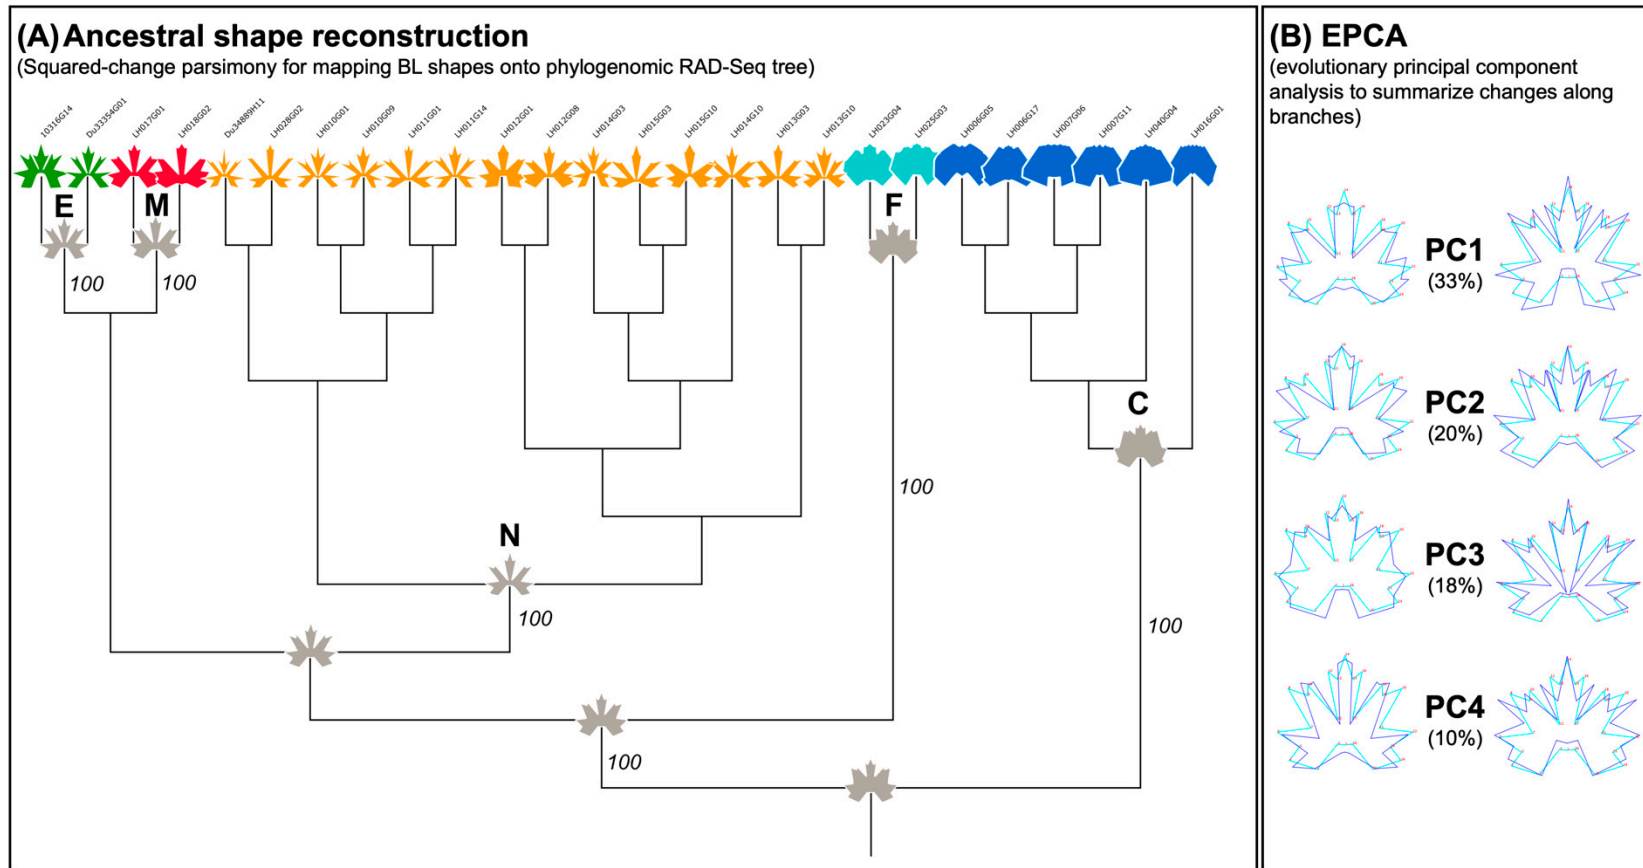 (A) Ancestral shape reconstruction
(Squared-change parsimony for mapping BL shapes onto phylogenomic RAD-Seq tree)
10316G14
Du33354G01
LH017G01
LH018G02
Du34889H11
LH028G02
LH010G01
LH010G09
LH011G01
LH011G14
LH012G01
LH012G08
LH014G03
LH015G03
LH015G10
LH014G10
LH013G03
LH013G10
LH023G04
LH025G03
LH006G05
LH006G17
LH007G06
LH007G11
LH040G04
LH016G01
E
M
F
100
100
C
100
N
100
100
100
(B) EPCA
(evolutionary principal component
analysis to summarize changes along
branches)
PC1
(33%)
PC2
(20%)
PC3
(18%)
PC4
(10%)